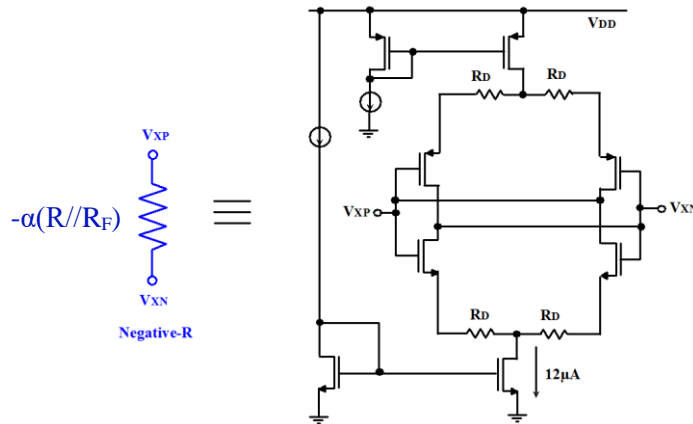 VDD
RD RD
VXP
-α(R//RF)
VXP
VXN
VXN
Negative-R
RD RD
12μA